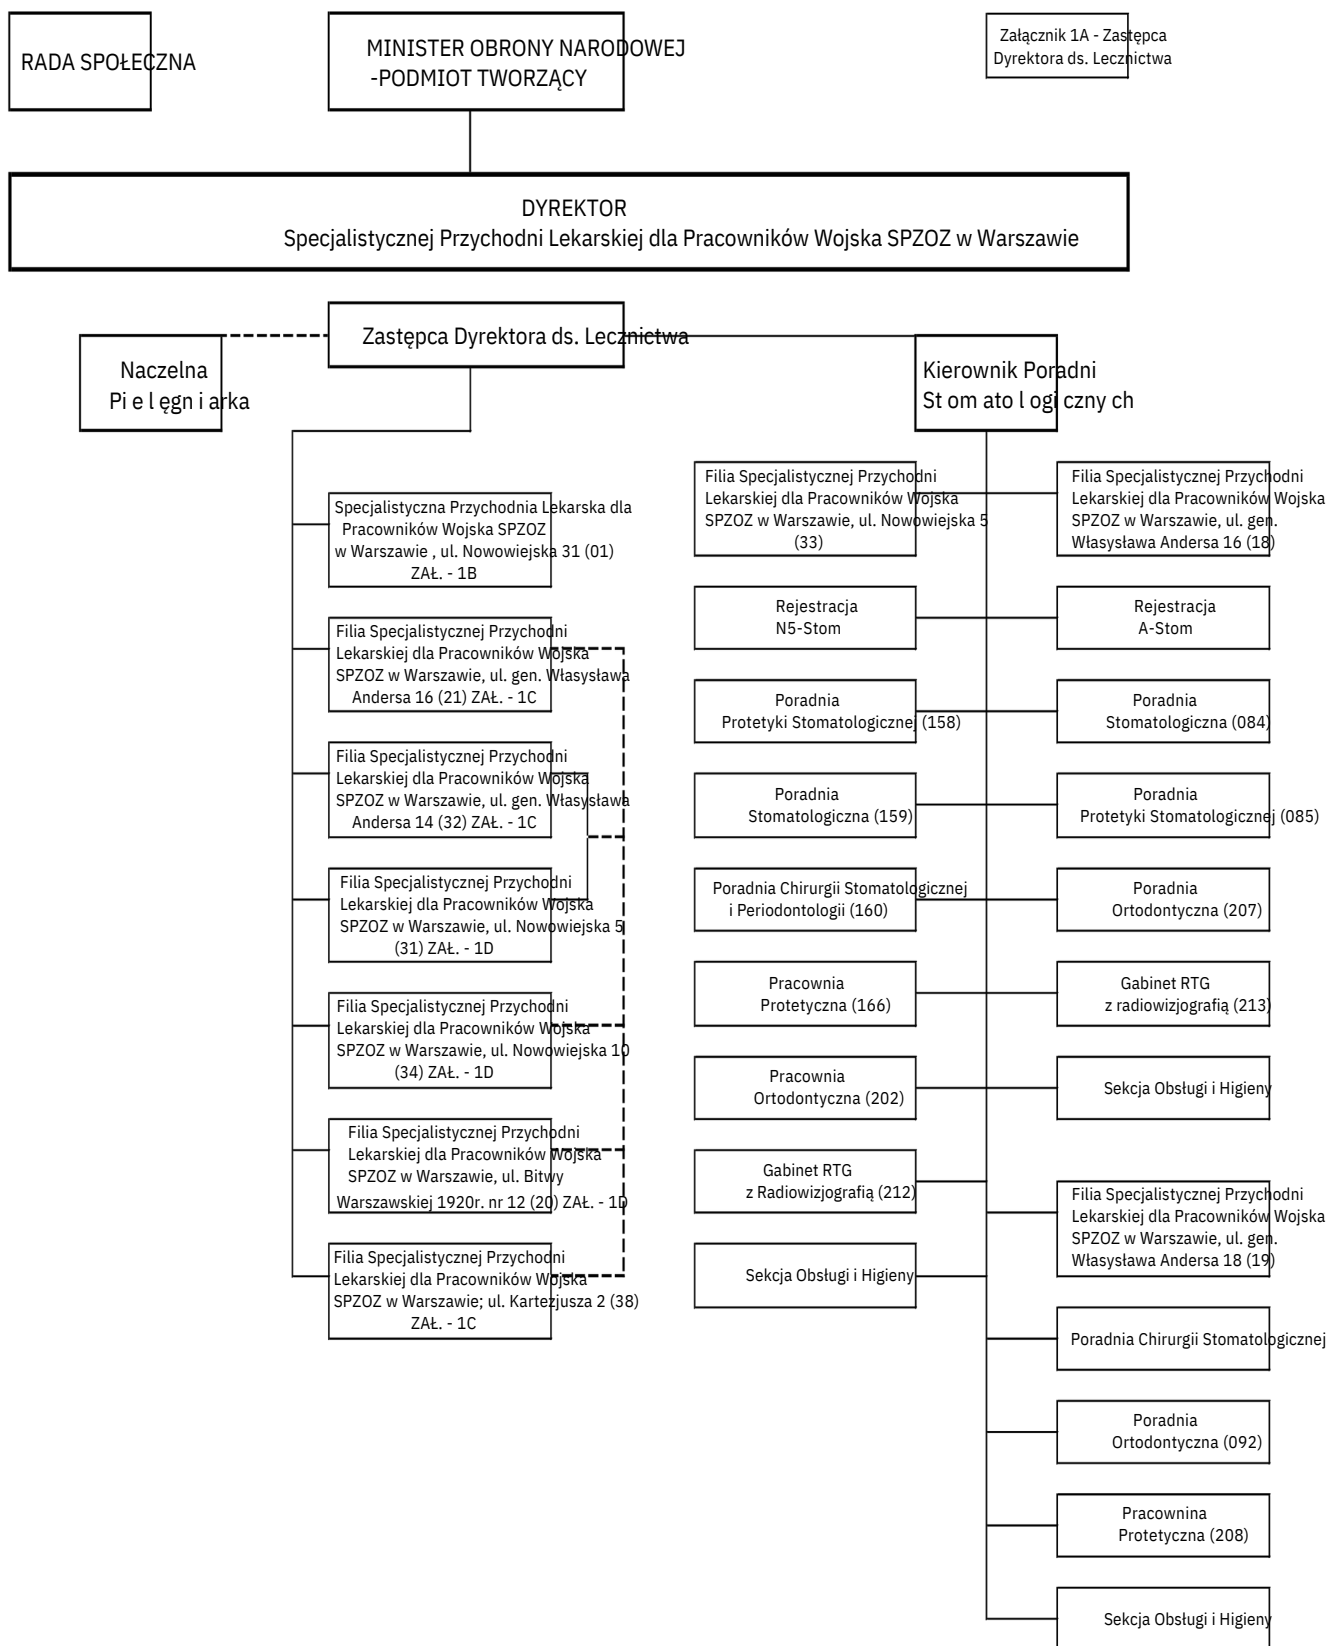 RADA SPOŁECZNA
MINISTER OBRONY NARODOWEJ
-PODMIOT TWORZĄCY
Załącznik 1A - Zastępca
Dyrektora ds. Lecznictwa
DYREKTOR
Specjalistycznej Przychodni Lekarskiej dla Pracowników Wojska SPZOZ w Warszawie
Zastępca Dyrektora ds. Lecznictwa
Naczelna
Pi e l ęgn i arka
Kierownik Poradni
St om ato l ogi czny ch
Specjalistyczna Przychodnia Lekarska dla
Pracowników Wojska SPZOZ
w Warszawie , ul. Nowowiejska 31 (01)
ZAŁ. - 1B
Filia Specjalistycznej Przychodni
Lekarskiej dla Pracowników Wojska
SPZOZ w Warszawie, ul. gen. Własysława
Andersa 16 (21) ZAŁ. - 1C
Filia Specjalistycznej Przychodni
Lekarskiej dla Pracowników Wojska
SPZOZ w Warszawie, ul. gen. Własysława
Andersa 14 (32) ZAŁ. - 1C
Filia Specjalistycznej Przychodni
Lekarskiej dla Pracowników Wojska
SPZOZ w Warszawie, ul. Nowowiejska 5
(31) ZAŁ. - 1D
Filia Specjalistycznej Przychodni
Lekarskiej dla Pracowników Wojska
SPZOZ w Warszawie, ul. Nowowiejska 10
(34) ZAŁ. - 1D
Filia Specjalistycznej Przychodni
Lekarskiej dla Pracowników Wojska
SPZOZ w Warszawie, ul. Bitwy
Warszawskiej 1920r. nr 12 (20) ZAŁ. - 1D
Filia Specjalistycznej Przychodni
Lekarskiej dla Pracowników Wojska
SPZOZ w Warszawie; ul. Kartezjusza 2 (38)
ZAŁ. - 1C
Filia Specjalistycznej Przychodni
Lekarskiej dla Pracowników Wojska
SPZOZ w Warszawie, ul. Nowowiejska 5
(33)
Rejestracja
N5-Stom
Poradnia
Protetyki Stomatologicznej (158)
Poradnia
Stomatologiczna (159)
Poradnia Chirurgii Stomatologicznej
i Periodontologii (160)
Pracownia
Protetyczna (166)
Pracownia
Ortodontyczna (202)
Gabinet RTG
z Radiowizjografią (212)
Sekcja Obsługi i Higieny
Filia Specjalistycznej Przychodni
Lekarskiej dla Pracowników Wojska
SPZOZ w Warszawie, ul. gen.
Własysława Andersa 16 (18)
Rejestracja
A-Stom
Poradnia
Stomatologiczna (084)
Poradnia
Protetyki Stomatologicznej (085)
Poradnia
Ortodontyczna (207)
Gabinet RTG
z radiowizjografią (213)
Sekcja Obsługi i Higieny
Filia Specjalistycznej Przychodni
Lekarskiej dla Pracowników Wojska
SPZOZ w Warszawie, ul. gen.
Własysława Andersa 18 (19)
Poradnia Chirurgii Stomatologicznej
Poradnia
Ortodontyczna (092)
Pracownina
Protetyczna (208)
Sekcja Obsługi i Higieny